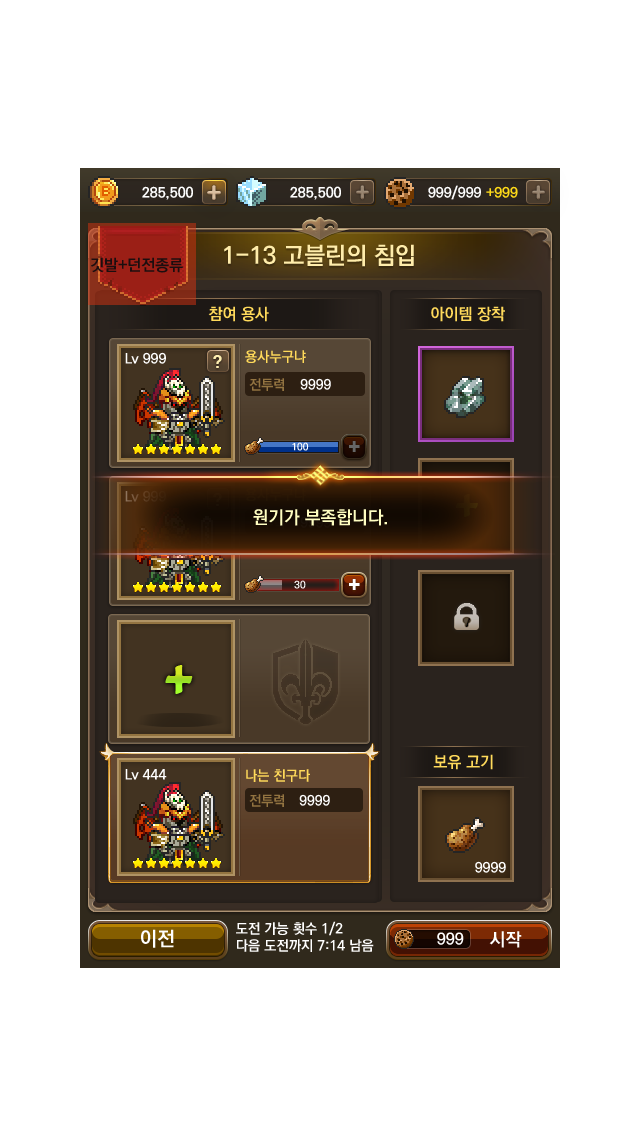 285,500
285,500
999/999 +999
깃발+던전종류
1-13 고블린의 침입
참여 용사
아이템 장착
Lv 999
?
용사누구냐
전투력 9999
100
Lv 999
원기가 부족합니다.
30
Lv 444
나는 친구다
전투력 9999
보유 고기
9999
이전
도전 가능 횟수 1/2
다음 도전까지 7:14 남음
999 시작